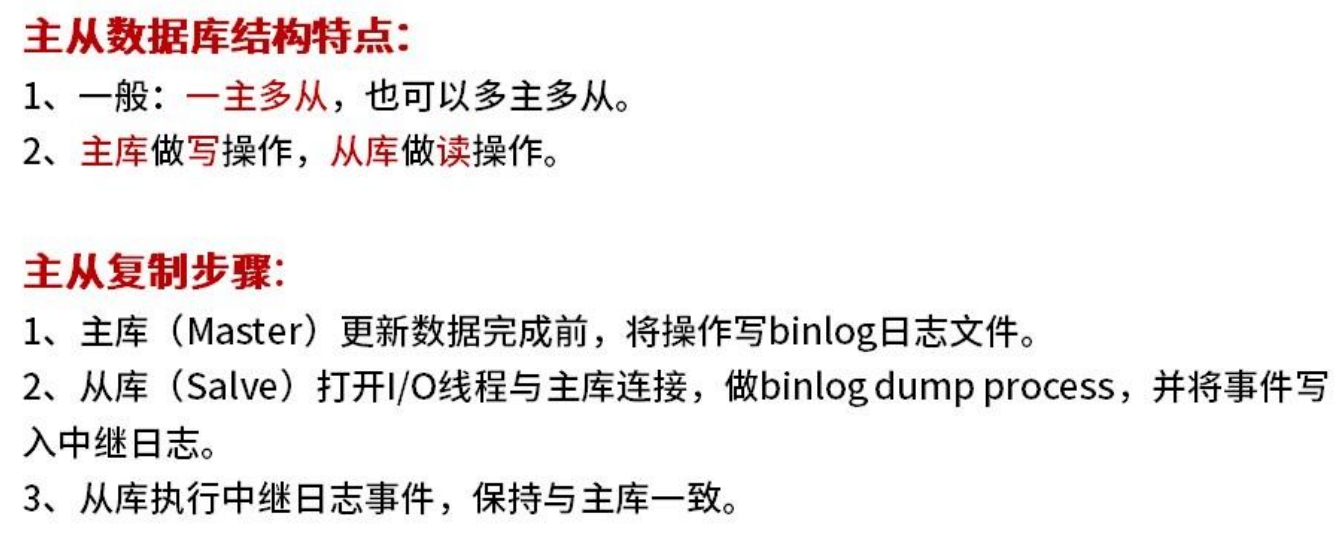 主从数据库结构特点：
1、一般：一主多从，也可以多主多从。
2、主库做写操作，从库做读操作。
主从复制步骤：
1、主库（Master）更新数据完成前，将操作写binlog日志文件。
2、从库（Salve）打开I/O线程与主库连接，做binlog dump process，并将事件写
入中继日志。
3、从库执行中继日志事件，保持与主库一致。